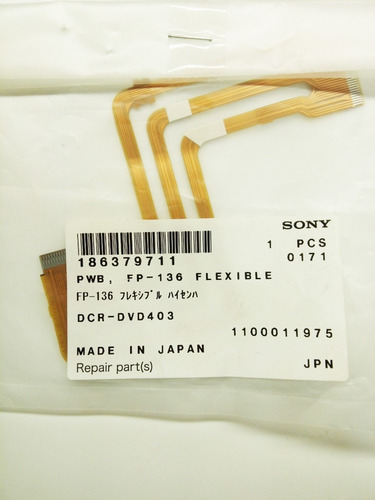 SONY
1 PCS
186379711 0171
PWB, FP-136 FLEXIBLE
FP-136 フレキシブル ハイセンハ
DCR-DVD403
1100011975
MADE IN JAPAN
Repair part(s) JPN